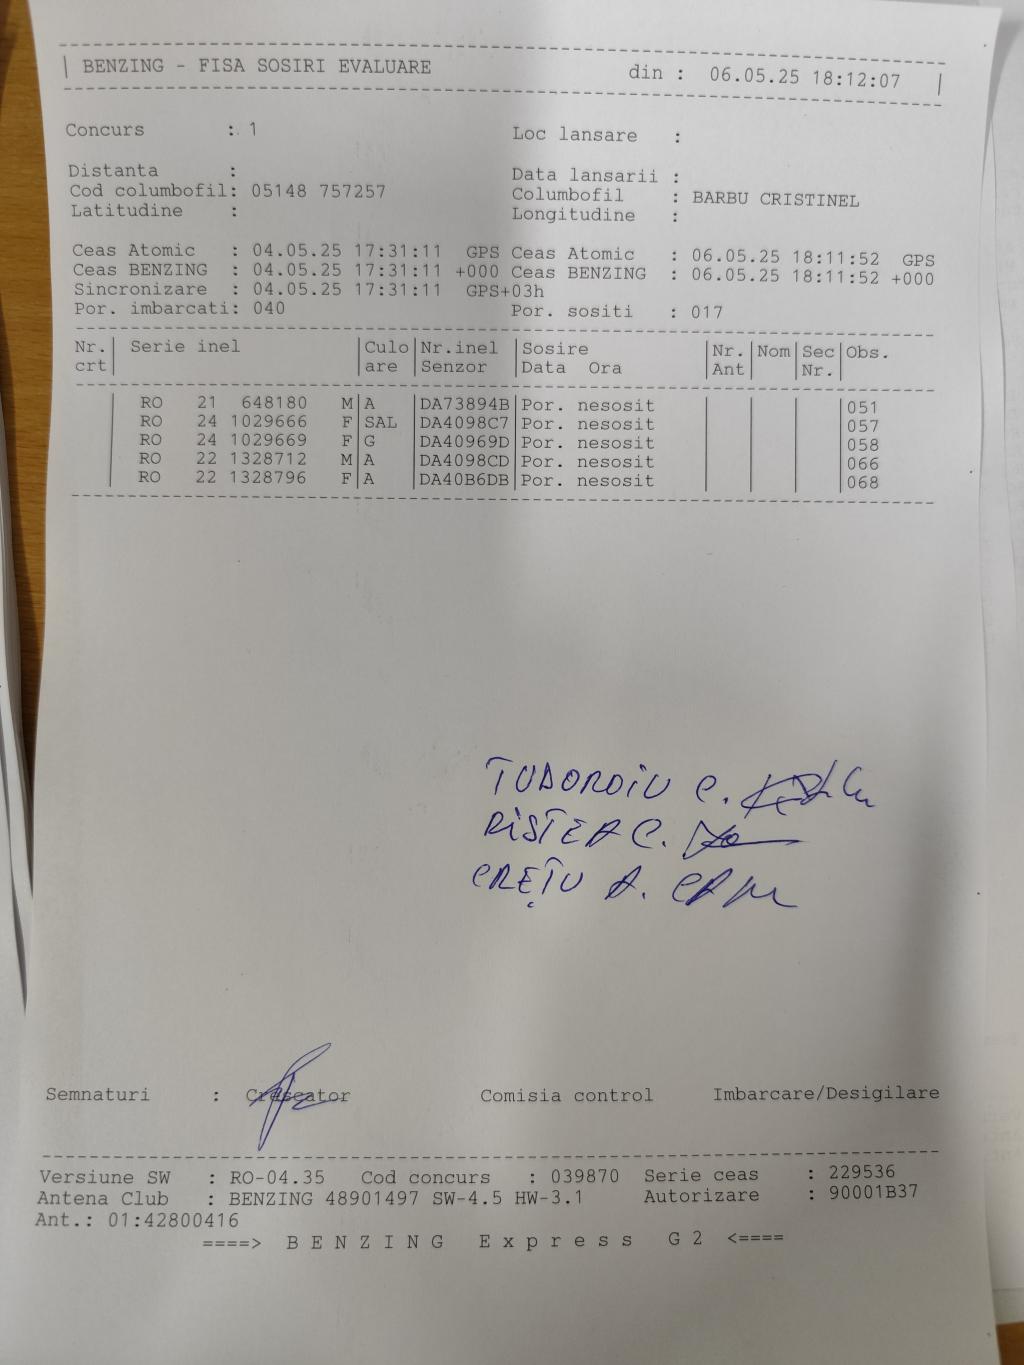 BENZING - FISA SOSIRI EVALUARE din : 06.05.25 18:12:07
Concurs : 1 Loc lansare :
Distanta : Data lansarii :
Cod columbofil: 05148 757257 Columbofil : BARBU CRISTINEL
Latitudine : Longitudine :
Ceas Atomic : 04.05.25 17:31:11 GPS Ceas Atomic : 06.05.25 18:11:52 GPS
Ceas BENZING : 04.05.25 17:31:11 +000 Ceas BENZING : 06.05.25 18:11:52 +000
Sincronizare : 04.05.25 17:31:11 GPS+03h
Por. imbarcati: 040 Por. sositi : 017
Nr. | Serie inel | Culo | Nr.inel | Sosire | Nr. | Nom | Sec | Obs.
crt | are | Senzor | Data Ora | Ant | | Nr. |
RO 21 648180 M | A | DA73894B | Por. nesosit | 051
RO 24 1029666 F | SAL | DA4098C7 | Por. nesosit | 057
RO 24 1029669 F | G | DA40969D | Por. nesosit | 058
RO 22 1328712 M | A | DA4098CD | Por. nesosit | 066
RO 22 1328796 F | A | DA40B6DB | Por. nesosit | 068
TUDOROIU C.
RISTEA C.
CREȚU A.
Semnaturi : Crescator Comisia control Imbarcare/Desigilare
Versiune SW : RO-04.35 Cod concurs : 039870 Serie ceas : 229536
Antena Club : BENZING 48901497 SW-4.5 HW-3.1 Autorizare : 90001B37
Ant.: 01:42800416
====> B E N Z I N G E x p r e s s G 2 <====